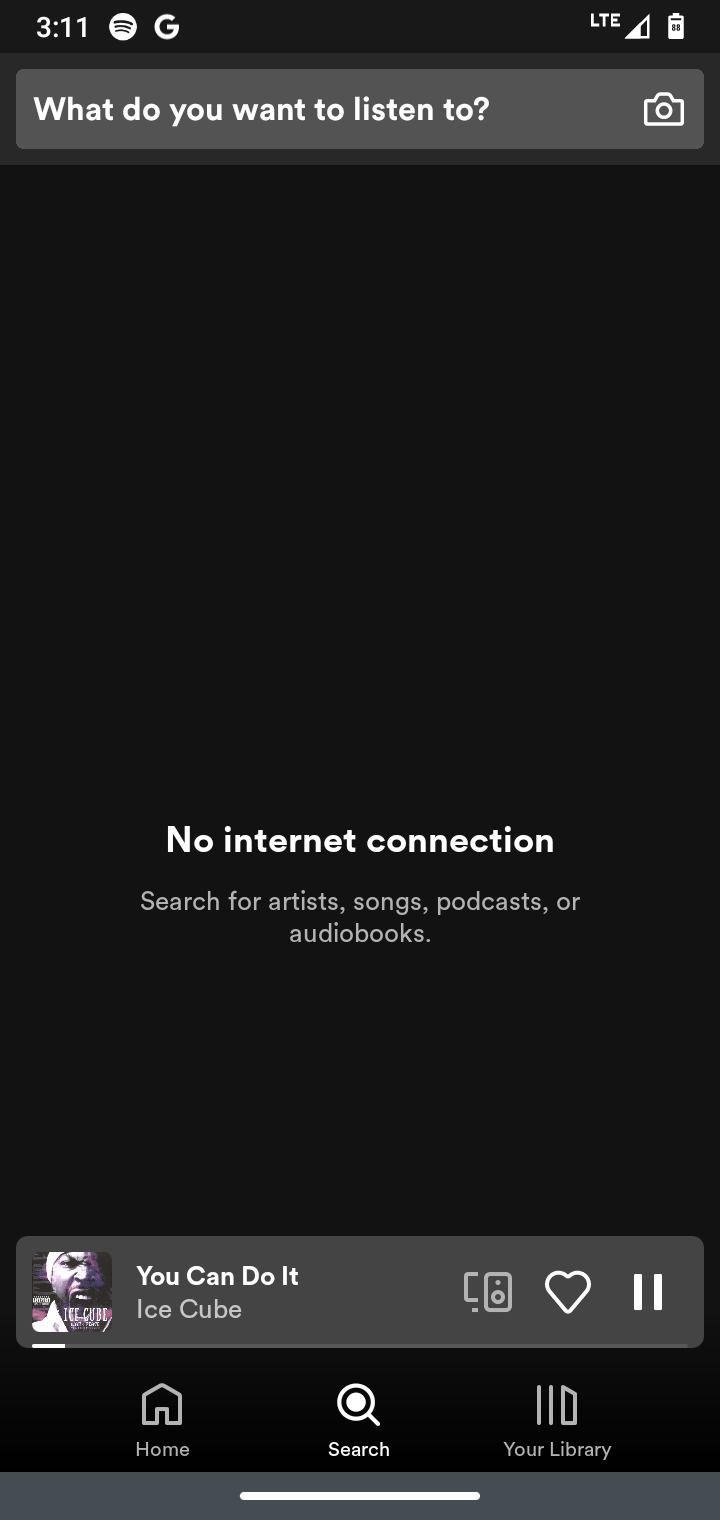 3:11
LTE
88
What do you want to listen to?
No internet connection
Search for artists, songs, podcasts, or
audiobooks.
ICE CUBE
You Can Do It
Ice Cube
Home
Search
Your Library